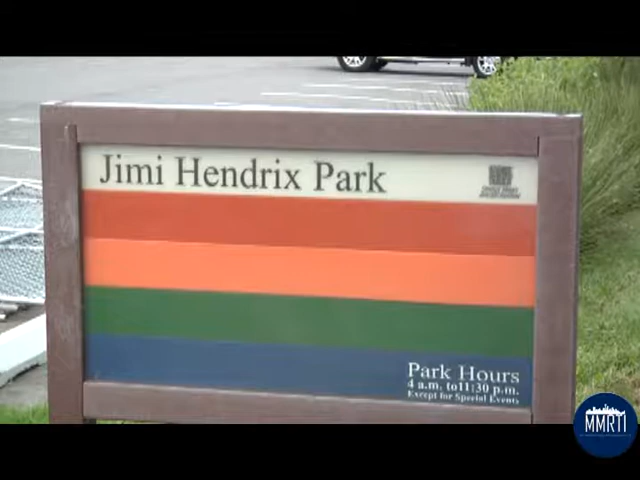 Jimi Hendrix Park
Park Hours
4 a.m. to11:30 p.m.
Except for Special Events
MMRTI